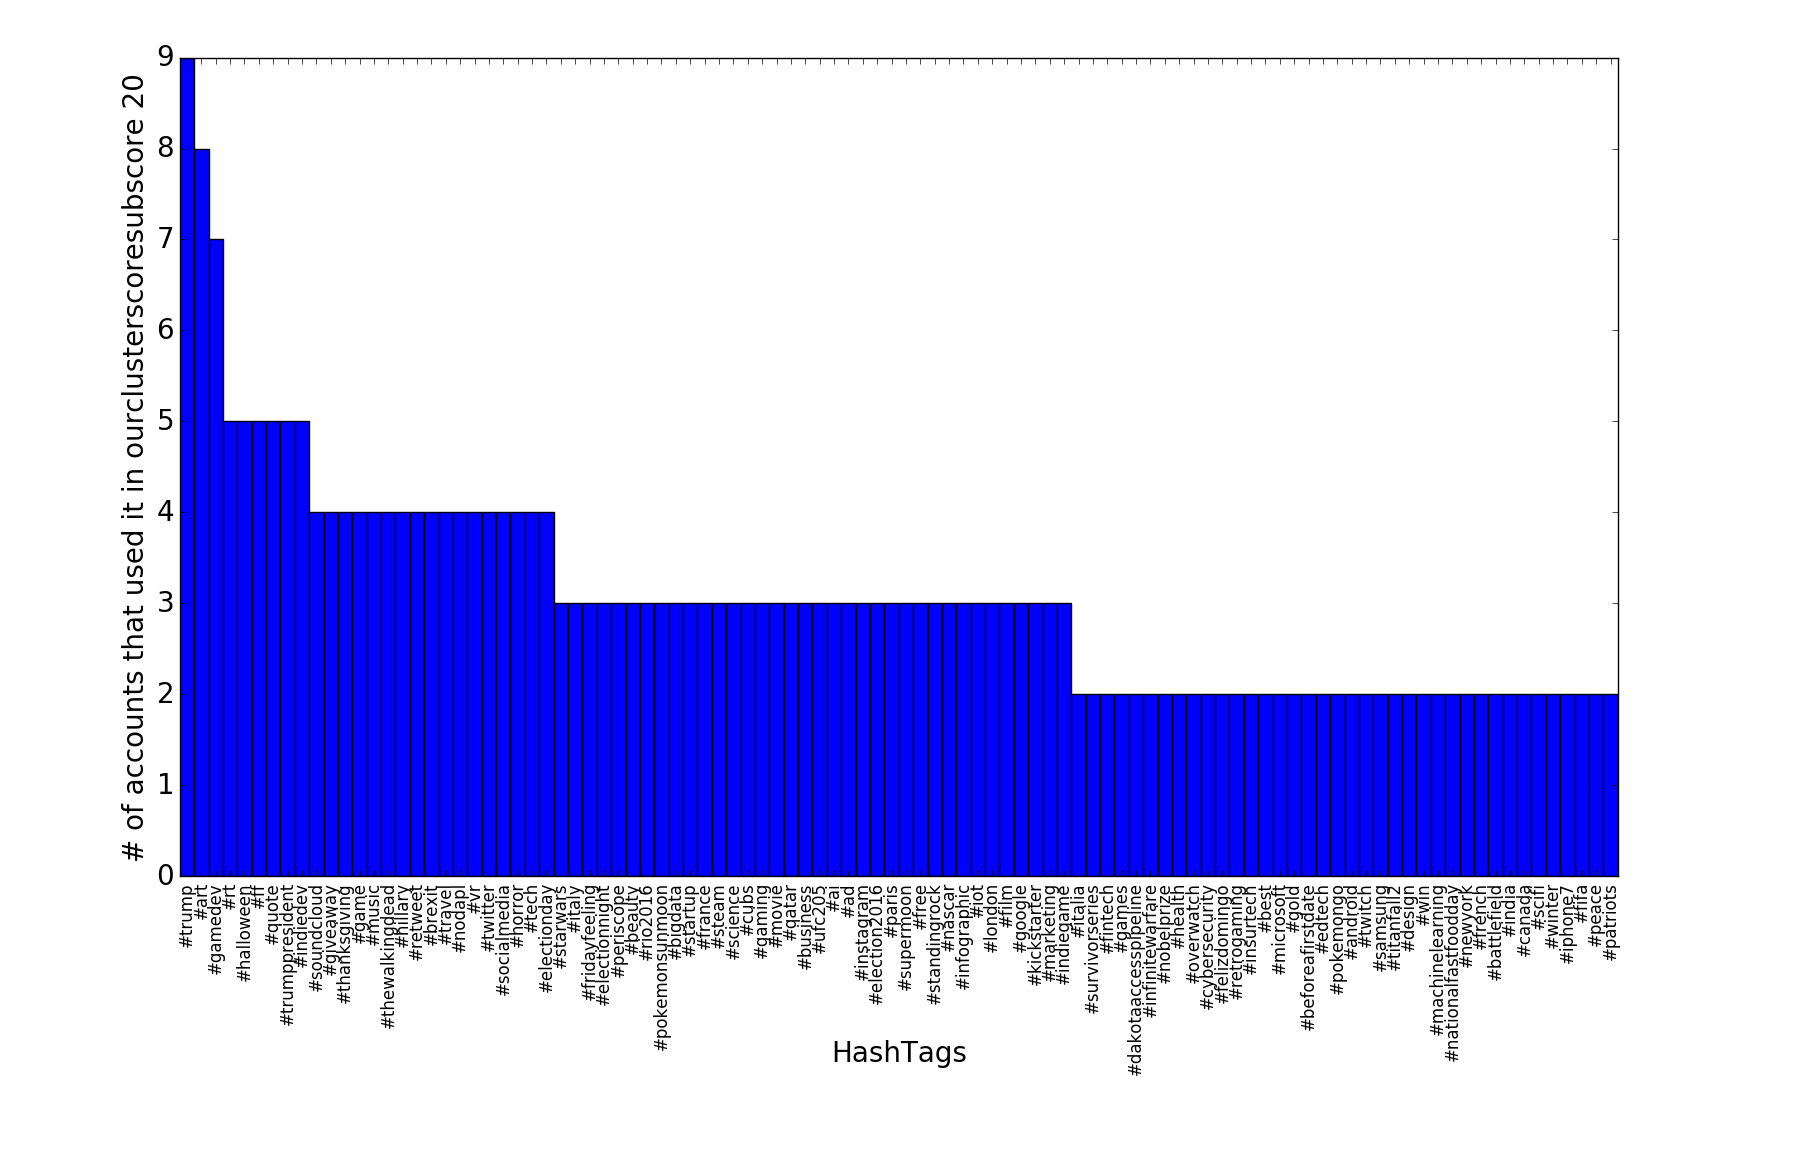 9
8
7
6
5
4
3
2
1
0
# of accounts that used it in ourclusterscoresubscore 20
#trump
#art
#gamedev
#rt
#halloween
#ff
#quote
#trumppresident
#indiedev
#soundcloud
#giveaway
#thanksgiving
#game
#music
#thewalkingdead
#hillary
#retweet
#brexit
#travel
#nodapl
#vr
#twitter
#socialmedia
#horror
#tech
#electionday
#starwars
#italy
#fridayfeeling
#electionnight
#periscope
#beauty
#rio2016
#pokemonsunmoon
#bigdata
#startup
#france
#steam
#science
#cubs
#gaming
#movie
#qatar
#business
#ufc205
#ai
#ad
#instagram
#election2016
#paris
#supermoon
#free
#standingrock
#nascar
#infographic
#iot
#london
#film
#google
#kickstarter
#marketing
#indiegame
#italia
#survivorseries
#fintech
#games
#dakotaaccesspipeline
#infinitewarfare
#nobelprize
#health
#overwatch
#cybersecurity
#felizdomingo
#retrogaming
#insurtech
#best
#microsoft
#gold
#beforeafirstdate
#edtech
#pokemongo
#android
#twitch
#samsung
#titanfall2
#design
#win
#machinelearning
#nationalfastfoodday
#newyork
#french
#battlefield
#india
#canada
#scifi
#winter
#iphone7
#fifa
#peace
#patriots
HashTags